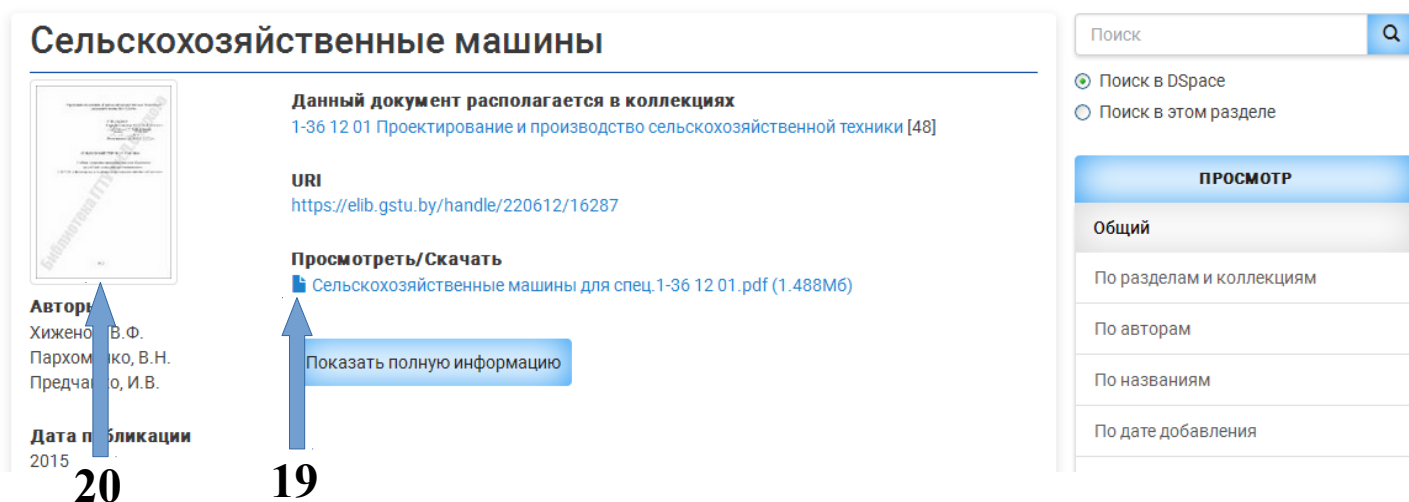 Сельскохозяйственные машины
Данный документ располагается в коллекциях
1-36 12 01 Проектирование и производство сельскохозяйственной техники [48]
URI
https://elib.gstu.by/handle/220612/16287
Просмотреть/Скачать
Сельскохозяйственные машины для спец.1-36 12 01.pdf (1.488Мб)
Показать полную информацию
В.Ф.
В.Н.
И.В.
Дата
2015
20
19
Поиск
Поиск в DSpace
Поиск в этом разделе
ПРОСМОТР
Общий
По разделам и коллекциям
По авторам
По названиям
По дате добавления